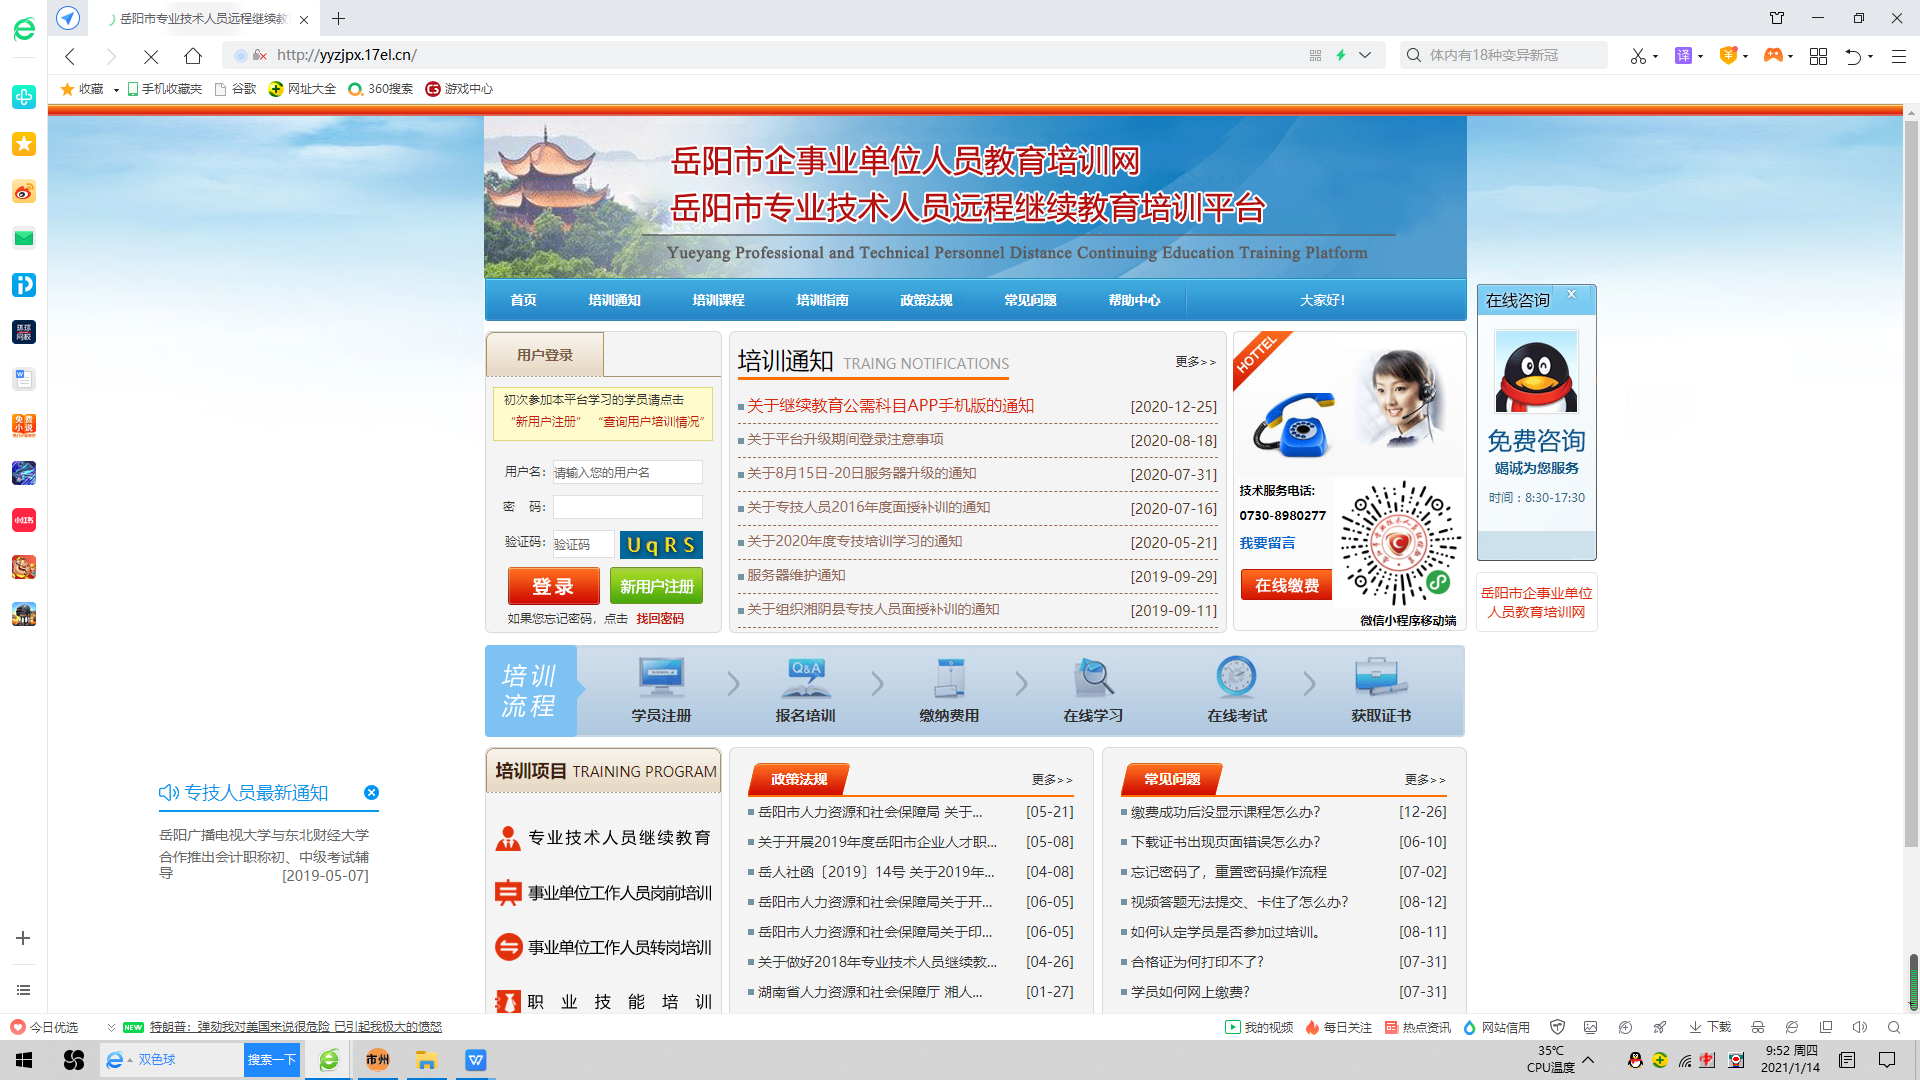 岳阳市专业技术人员远程继续教
http://yyzjpx.17el.cn/
体内有18种变异新冠
译
收藏
手机收藏夹
谷歌
网址大全
360搜索
游戏中心
岳阳市企事业单位人员教育培训网
岳阳市专业技术人员远程继续教育培训平台
Yueyang Professional and Technical Personnel Distance Continuing Education Training Platform
首页 培训通知 培训课程 培训指南 政策法规 常见问题 帮助中心 大家好!
用户登录
初次参加本平台学习的学员请点击
“新用户注册” “查询用户培训情况”
用户名: 请输入您的用户名
密 码:
验证码: 验证码 UqRS
登录 新用户注册
如果您忘记密码，点击 找回密码
培训通知 TRAING NOTIFICATIONS 更多>>
关于继续教育公需科目APP手机版的通知 [2020-12-25]
关于平台升级期间登录注意事项 [2020-08-18]
关于8月15日-20日服务器升级的通知 [2020-07-31]
关于专技人员2016年度面授补训的通知 [2020-07-16]
关于2020年度专技培训学习的通知 [2020-05-21]
服务器维护通知 [2019-09-29]
关于组织湘阴县专技人员面授补训的通知 [2019-09-11]
HOTTEL
技术服务电话:
0730-8980277
我要留言
在线缴费
微信小程序移动端
在线咨询 x
免费咨询
竭诚为您服务
时间：8:30-17:30
岳阳市企事业单位
人员教育培训网
培训
流程
学员注册 报名培训 缴纳费用 在线学习 在线考试 获取证书
Q&A
培训项目 TRAINING PROGRAM
专业技术人员继续教育
事业单位工作人员岗前培训
事业单位工作人员转岗培训
职业技能培训
政策法规 更多>>
岳阳市人力资源和社会保障局 关于... [05-21]
关于开展2019年度岳阳市企业人才职... [05-08]
岳人社函〔2019〕14号 关于2019年... [04-08]
岳阳市人力资源和社会保障局关于开... [06-05]
岳阳市人力资源和社会保障局关于印... [06-05]
关于做好2018年专业技术人员继续教... [04-26]
湖南省人力资源和社会保障厅 湘人... [01-27]
常见问题 更多>>
缴费成功后没显示课程怎么办? [12-26]
下载证书出现页面错误怎么办? [06-10]
忘记密码了，重置密码操作流程 [07-02]
视频答题无法提交、卡住了怎么办? [08-12]
如何认定学员是否参加过培训。 [08-11]
合格证为何打印不了? [07-31]
学员如何网上缴费? [07-31]
专技人员最新通知
岳阳广播电视大学与东北财经大学
合作推出会计职称初、中级考试辅
导 [2019-05-07]
环球
网校
免费
小说
小红书
今日优选
NEW 特朗普：弹劾我对美国来说很危险 已引起我极大的愤怒
我的视频 每日关注 热点资讯 网站信用 下载
双色球 搜索一下
市州
35℃
CPU温度
9:52 周四
2021/1/14